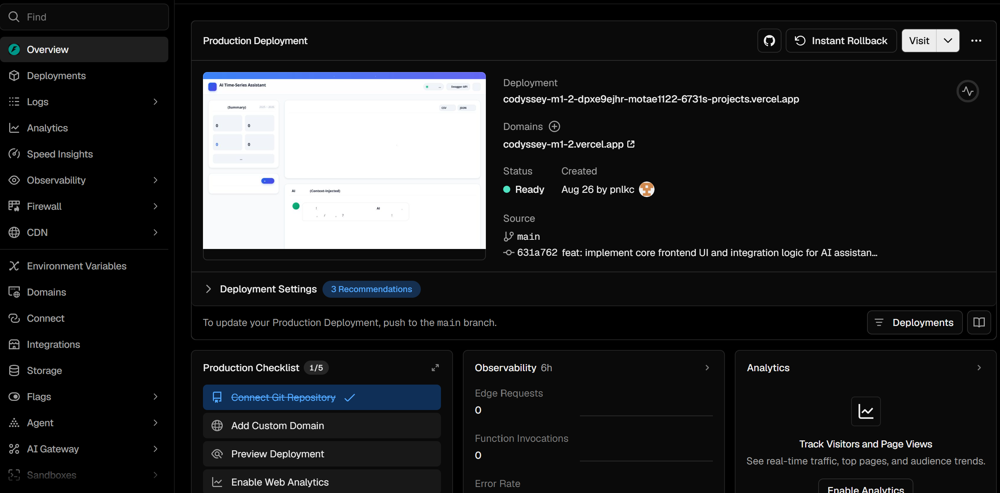 Find
Overview
Deployments
Logs
Analytics
Speed Insights
Observability
Firewall
CDN
Environment Variables
Domains
Connect
Integrations
Storage
Flags
Agent
AI Gateway
Sandboxes
Production Deployment
Instant Rollback
Visit
AI Time-Series Assistant
...
Swagger API
(Summary)
2025 ~ 2026
0
0
0
0
...
CSV
JSON
AI (Context-Injected)
! AI .
, / , ? !
Deployment
codyssey-m1-2-dpxe9ejhr-motae1122-6731s-projects.vercel.app
Domains
codyssey-m1-2.vercel.app
Status
Created
Ready
Aug 26 by pnlkc
Source
main
631a762 feat: implement core frontend UI and integration logic for AI assistan...
Deployment Settings
3 Recommendations
To update your Production Deployment, push to the main branch.
Deployments
Production Checklist 1/5
Connect Git Repository
Add Custom Domain
Preview Deployment
Enable Web Analytics
Observability 6h
Edge Requests
0
Function Invocations
0
Error Rate
Analytics
Track Visitors and Page Views
See real-time traffic, top pages, and audience trends.
Enable Analytics